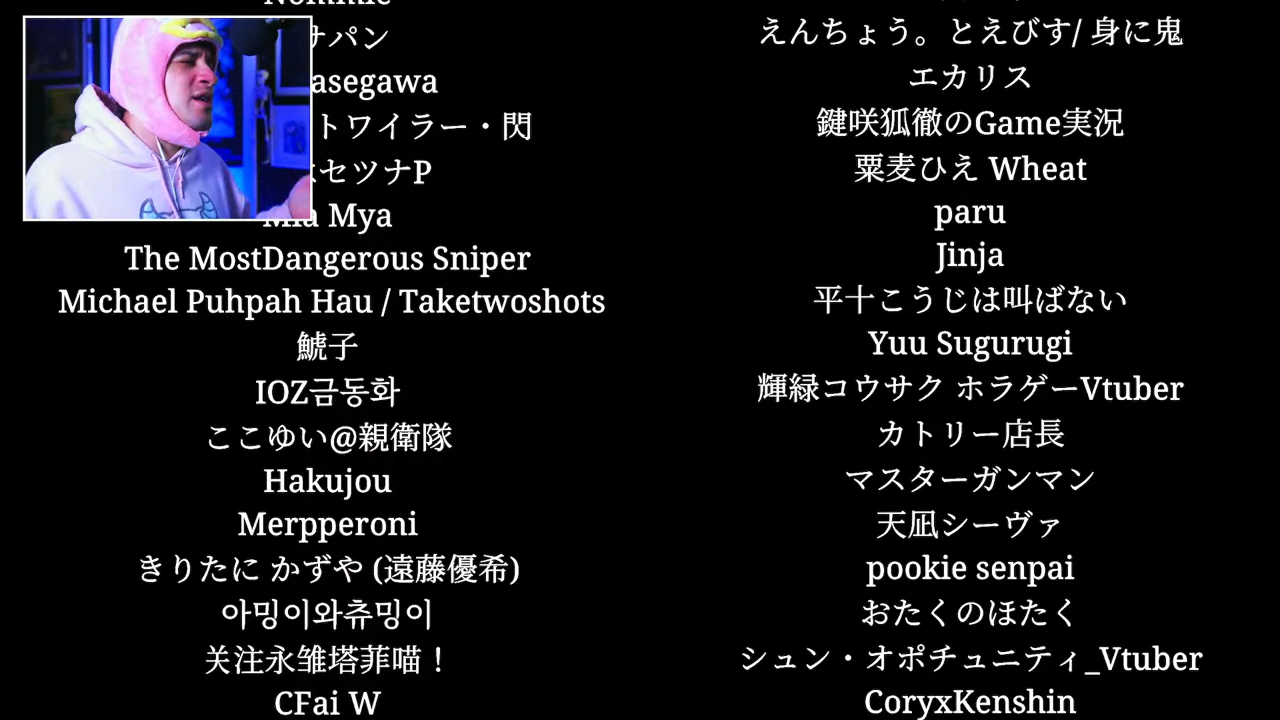 サパン
asegawa
トワイラー・閃
セツナP
Mia Mya
The MostDangerous Sniper
Michael Puhpah Hau / Taketwoshots
鯱子
IOZ금동화
ここゆい@親衛隊
Hakujou
Merpperoni
きりたに かずや (遠藤優希)
아밍이와츄밍이
关注永雏塔菲喵！
CFai W
えんちょう。とえびす/ 身に鬼
エカリス
鍵咲狐徹のGame実況
粟麦ひえ Wheat
paru
Jinja
平十こうじは叫ばない
Yuu Sugurugi
輝緑コウサク ホラゲーVtuber
カトリー店長
マスターガンマン
天凪シーヴァ
pookie senpai
おたくのほたく
シュン・オポチュニティ_Vtuber
CoryxKenshin